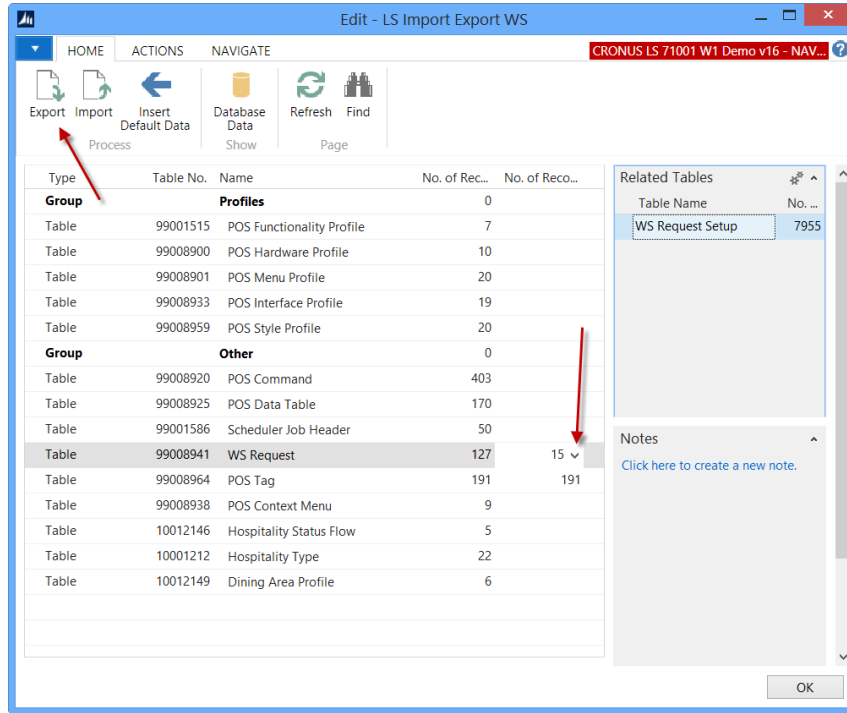 Edit - LS Import Export WS
HOME ACTIONS NAVIGATE
CRONUS LS 71001 W1 Demo v16 - NAV...
Export Import Insert Default Data Database Data Refresh Find
Process Show Page
Type Table No. Name No. of Rec... No. of Reco...
Group Profiles 0
Table 99001515 POS Functionality Profile 7
Table 99008900 POS Hardware Profile 10
Table 99008901 POS Menu Profile 20
Table 99008933 POS Interface Profile 19
Table 99008959 POS Style Profile 20
Group Other 0
Table 99008920 POS Command 403
Table 99008925 POS Data Table 170
Table 99001586 Scheduler Job Header 50
Table 99008941 WS Request 127 15
Table 99008964 POS Tag 191 191
Table 99008938 POS Context Menu 9
Table 10012146 Hospitality Status Flow 5
Table 10001212 Hospitality Type 22
Table 10012149 Dining Area Profile 6
Related Tables
Table Name No. ...
WS Request Setup 7955
Notes
Click here to create a new note.
OK